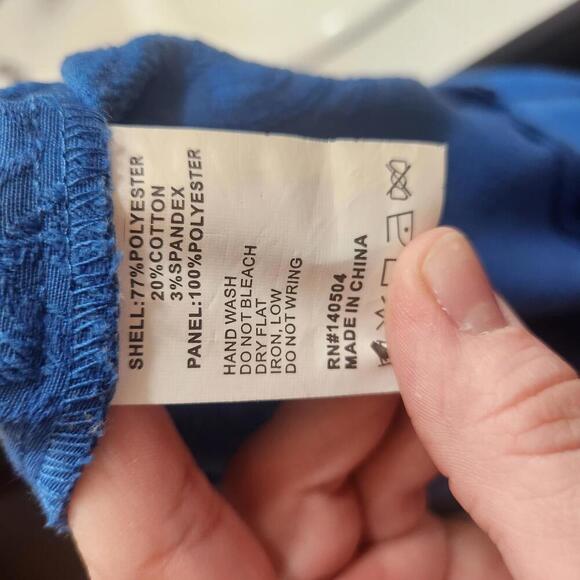 SHELL:77%POLYESTER
20%COTTON
3%SPANDEX
PANEL:100%POLYESTER
HAND WASH
DO NOT BLEACH
DRY FLAT
IRON, LOW
DO NOT WRING
RN#140504
MADE IN CHINA